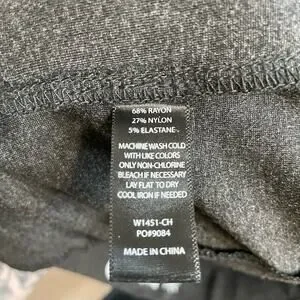 68% RAYON
27% NYLON
5% ELASTANE
MACHINE WASH COLD
WITH LIKE COLORS
ONLY NON-CHLORINE
BLEACH IF NECESSARY
LAY FLAT TO DRY
COOL IRON IF NEEDED
W1451-CH
PO#9084
MADE IN CHINA